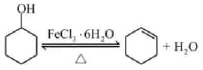 OH
FeCl₃·6H₂O
△
+ H₂O